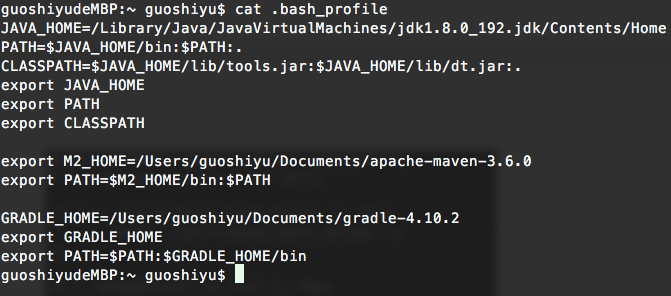 guoshiyudeMBP:~ guoshiyu$ cat .bash_profile
JAVA_HOME=/Library/Java/JavaVirtualMachines/jdk1.8.0_192.jdk/Contents/Home
PATH=$JAVA_HOME/bin:$PATH:.
CLASSPATH=$JAVA_HOME/lib/tools.jar:$JAVA_HOME/lib/dt.jar:.
export JAVA_HOME
export PATH
export CLASSPATH
export M2_HOME=/Users/guoshiyu/Documents/apache-maven-3.6.0
export PATH=$M2_HOME/bin:$PATH
GRADLE_HOME=/Users/guoshiyu/Documents/gradle-4.10.2
export GRADLE_HOME
export PATH=$PATH:$GRADLE_HOME/bin
guoshiyudeMBP:~ guoshiyu$